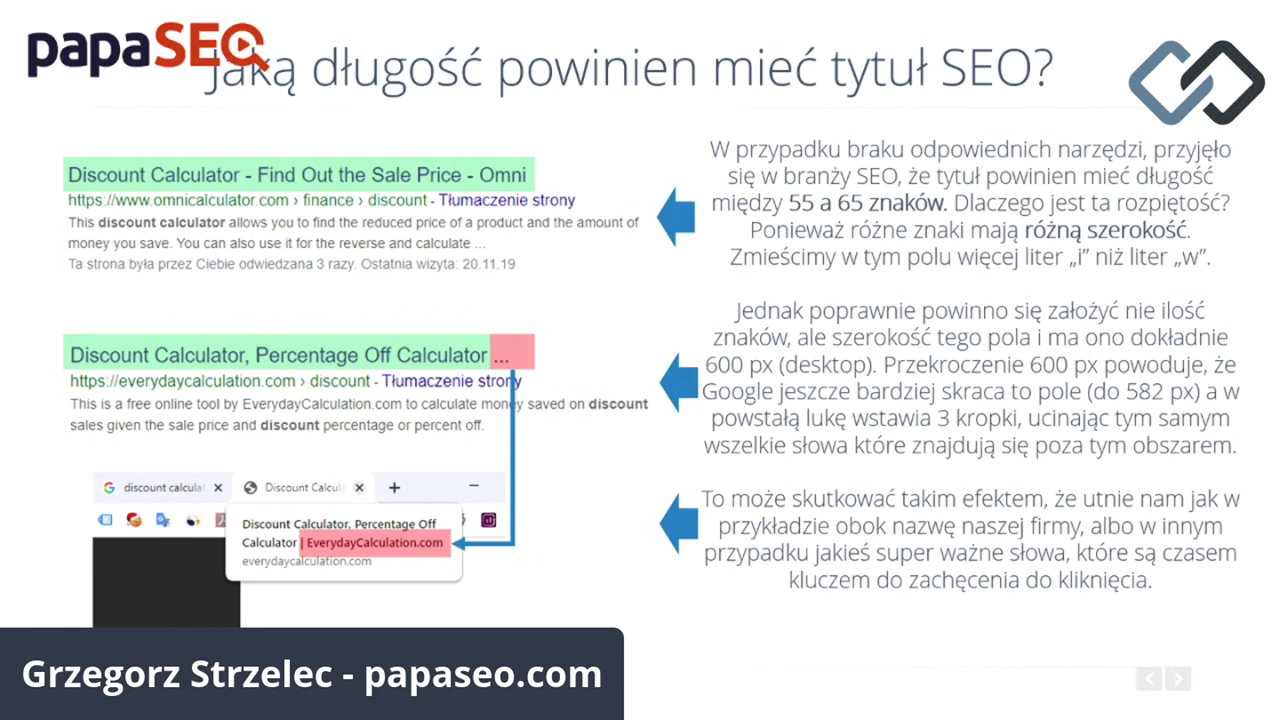 papaSEO
Jaką długość powinien mieć tytuł SEO?
Discount Calculator - Find Out the Sale Price - Omni
https://www.omnicalculator.com › finance › discount - Tłumaczenie strony
This discount calculator allows you to find the reduced price of a product and the amount of
money you save. You can also use it for the reverse and calculate ...
Ta strona była przez Ciebie odwiedzana 3 razy. Ostatnia wizyta: 20.11.19
W przypadku braku odpowiednich narzędzi, przyjęło
się w branży SEO, że tytuł powinien mieć długość
między 55 a 65 znaków. Dlaczego jest ta rozpiętość?
Ponieważ różne znaki mają różną szerokość.
Zmieścimy w tym polu więcej liter „i” niż liter „w”.
Discount Calculator, Percentage Off Calculator ...
https://everydaycalculation.com › discount - Tłumaczenie strony
This is a free online tool by EverydayCalculation.com to calculate money saved on discount
sales given the sale price and discount percentage or percent off.
Jednak poprawnie powinno się założyć nie ilość
znaków, ale szerokość tego pola i ma ono dokładnie
600 px (desktop). Przekroczenie 600 px powoduje, że
Google jeszcze bardziej skraca to pole (do 582 px) a w
powstałą lukę wstawia 3 kropki, ucinając tym samym
wszelkie słowa które znajdują się poza tym obszarem.
discount calculat
Discount Calcul
Discount Calculator, Percentage Off
Calculator | EverydayCalculation.com
everydaycalculation.com
To może skutkować takim efektem, że utnie nam jak w
przykładzie obok nazwę naszej firmy, albo w innym
przypadku jakieś super ważne słowa, które są czasem
kluczem do zachęcenia do kliknięcia.
Grzegorz Strzelec - papaseo.com